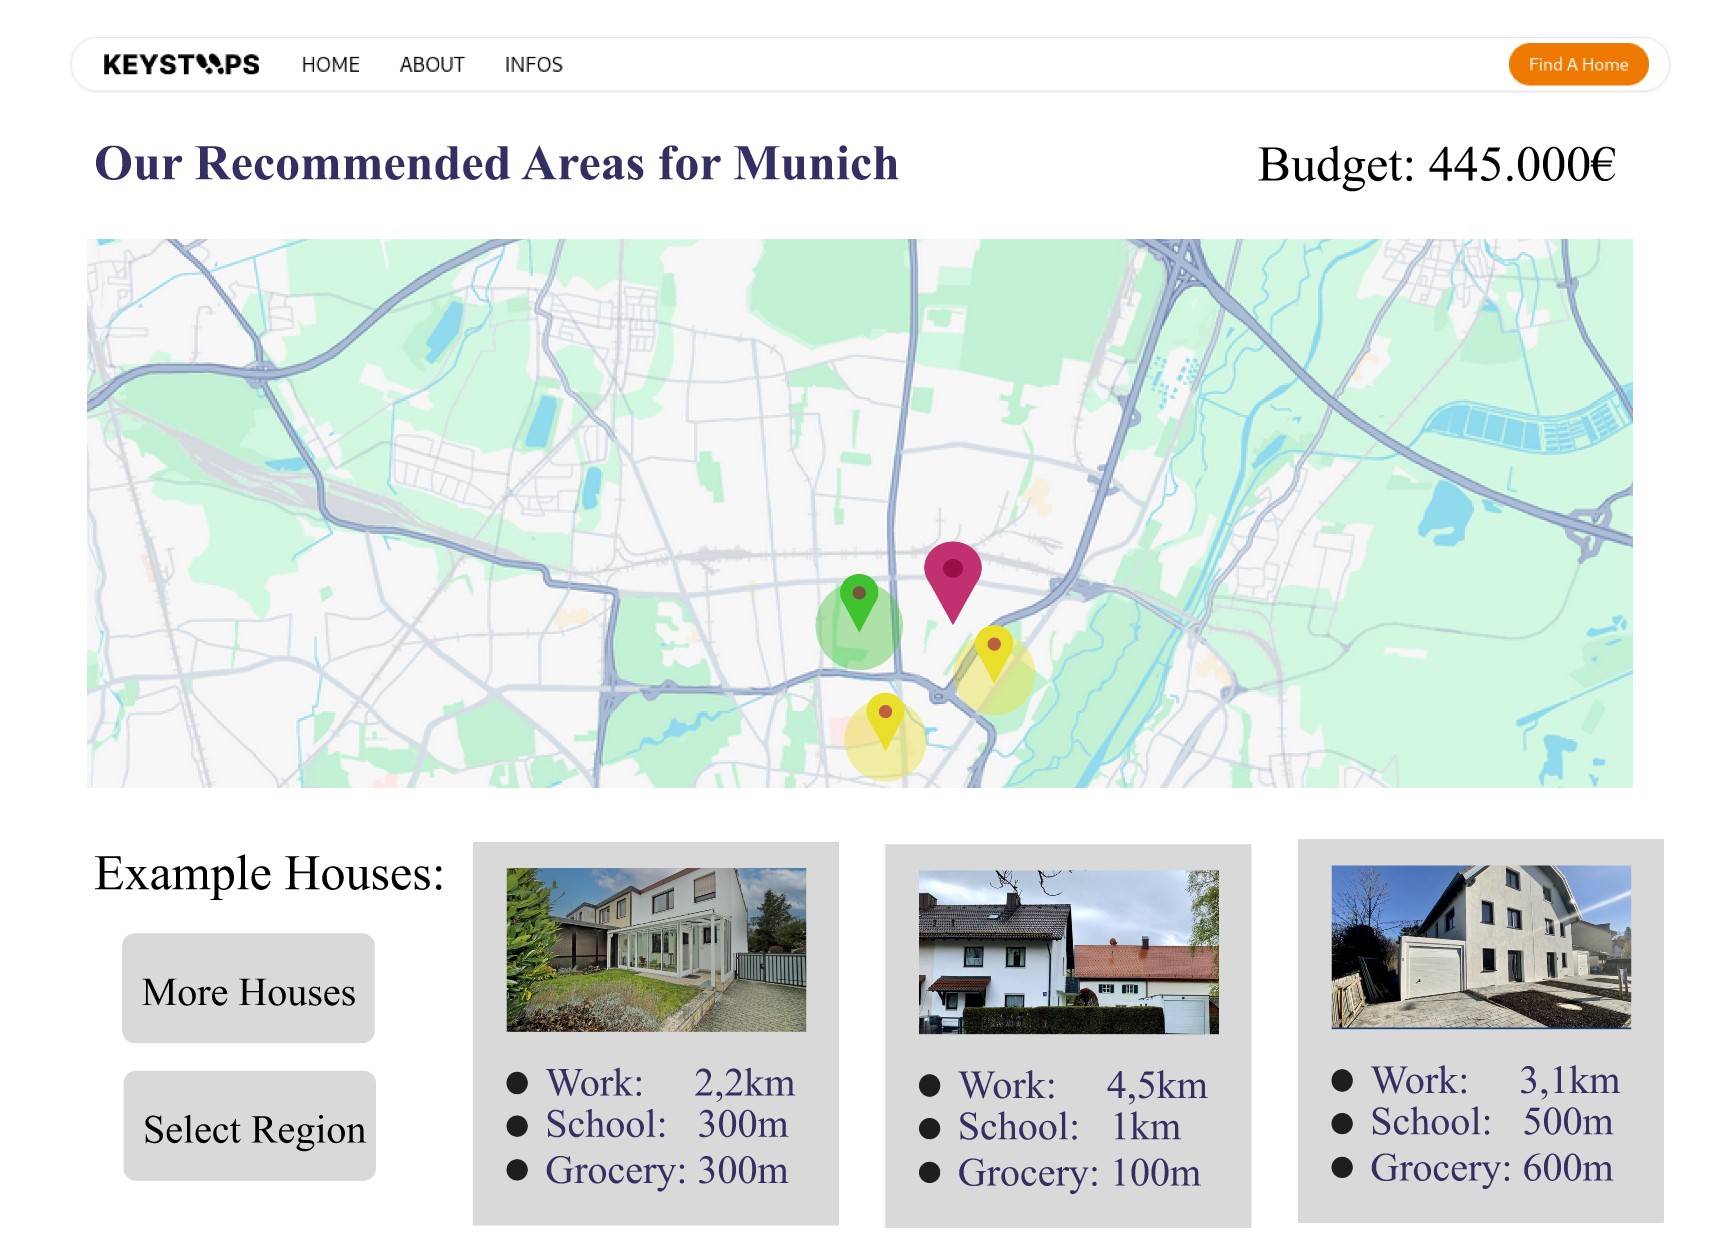 KEYSTOOPS HOME ABOUT INFOS Find A Home
Our Recommended Areas for Munich
Budget: 445.000€
Example Houses:
More Houses
Select Region
Work: 2,2km
School: 300m
Grocery: 300m
Work: 4,5km
School: 1km
Grocery: 100m
Work: 3,1km
School: 500m
Grocery: 600m